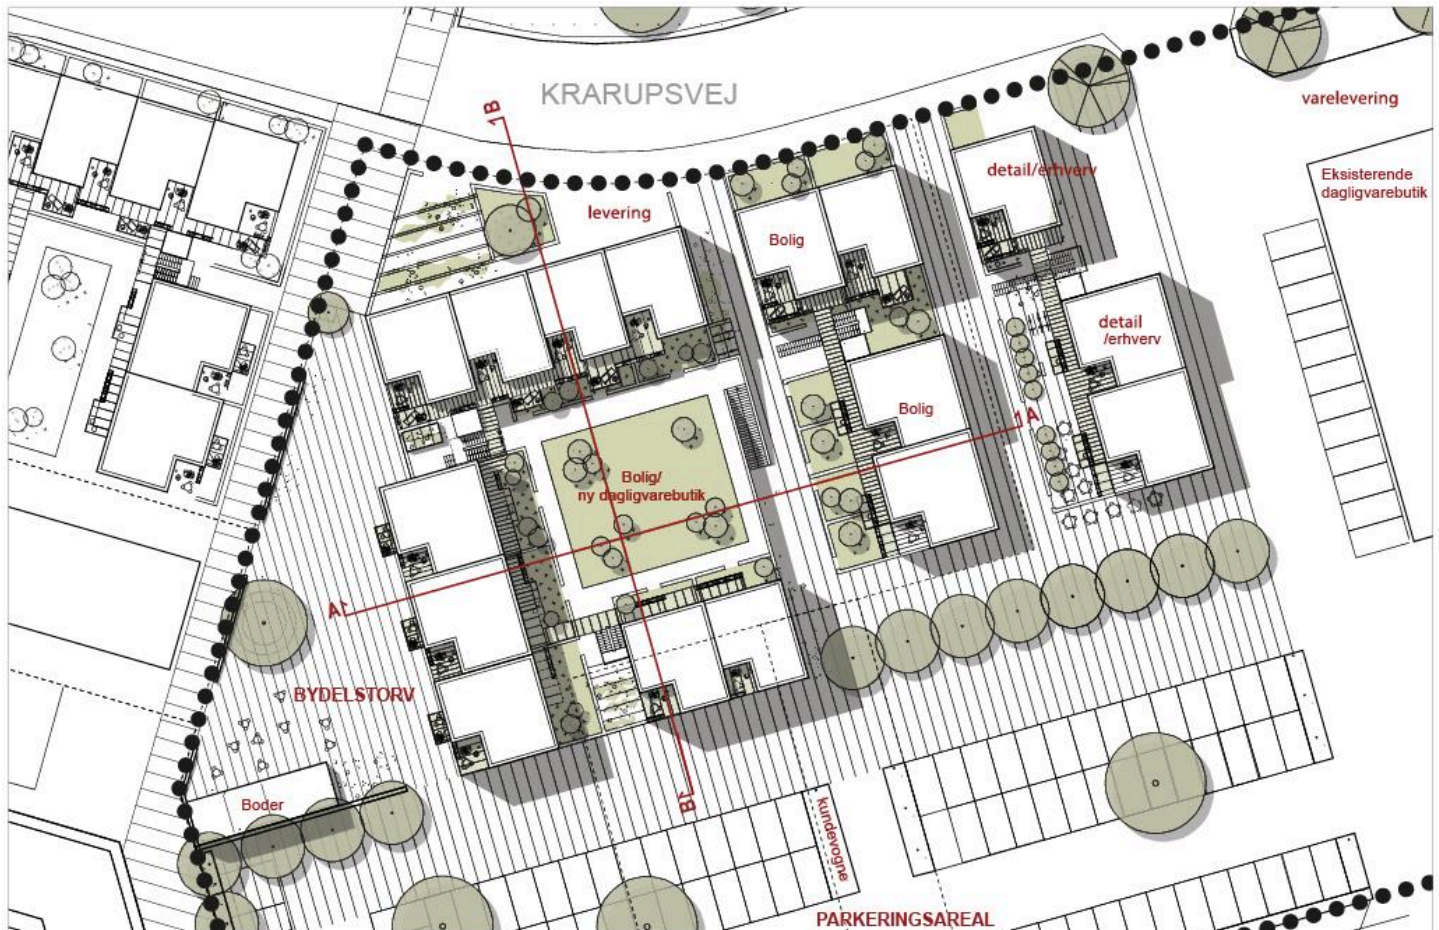 KRARUPSVEJ
B
varelevering
detail/erhverv
Eksisterende
dagligvarebutik
levering
Bolig
detail
/erhverv
Bolig
A
Bolig/
ny dagligvarebutik
A
BYDELSTORV
B
Boder
kundevogne
PARKERINGSAREAL